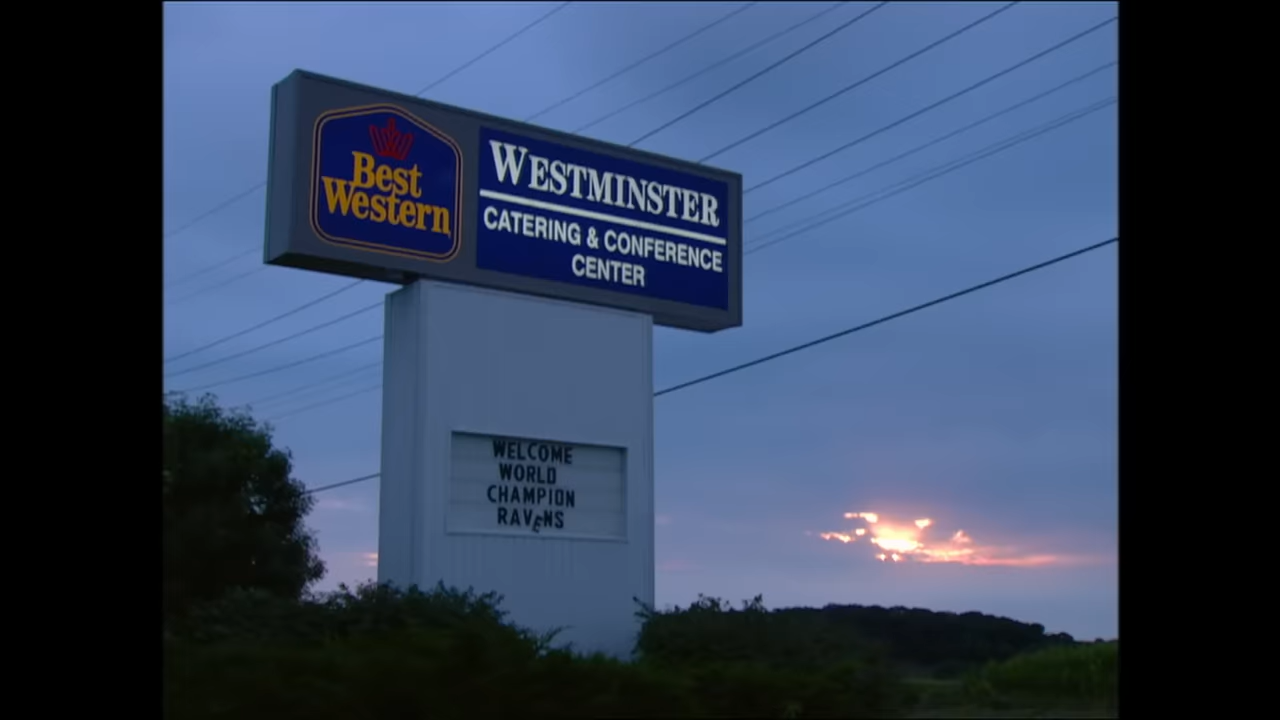 Best
Western
WESTMINSTER
CATERING & CONFERENCE
CENTER
WELCOME
WORLD
CHAMPION
RAVENS